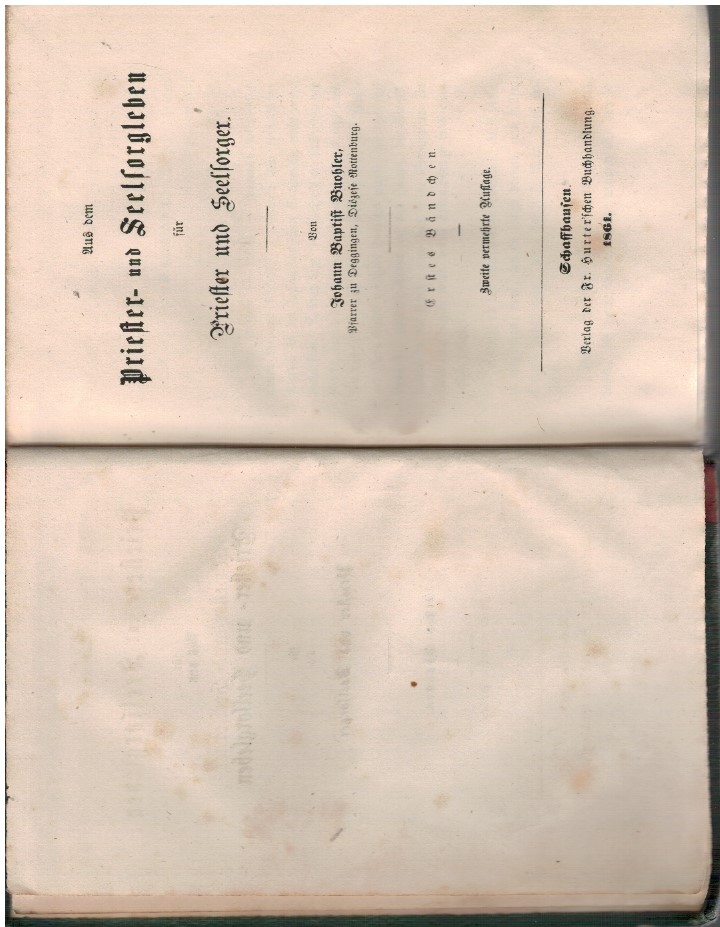 Aus dem
Priester- und Seelsorgleben
für
Priester und Seelsorger.
Von
Johann Baptist Buohler,
Pfarrer zu Deggingen, Diözese Rottenburg.
Erstes Bändchen.
Zweite vermehrte Auflage.
Schaffhausen.
Verlag der Fr. Hurter'schen Buchhandlung.
1861.